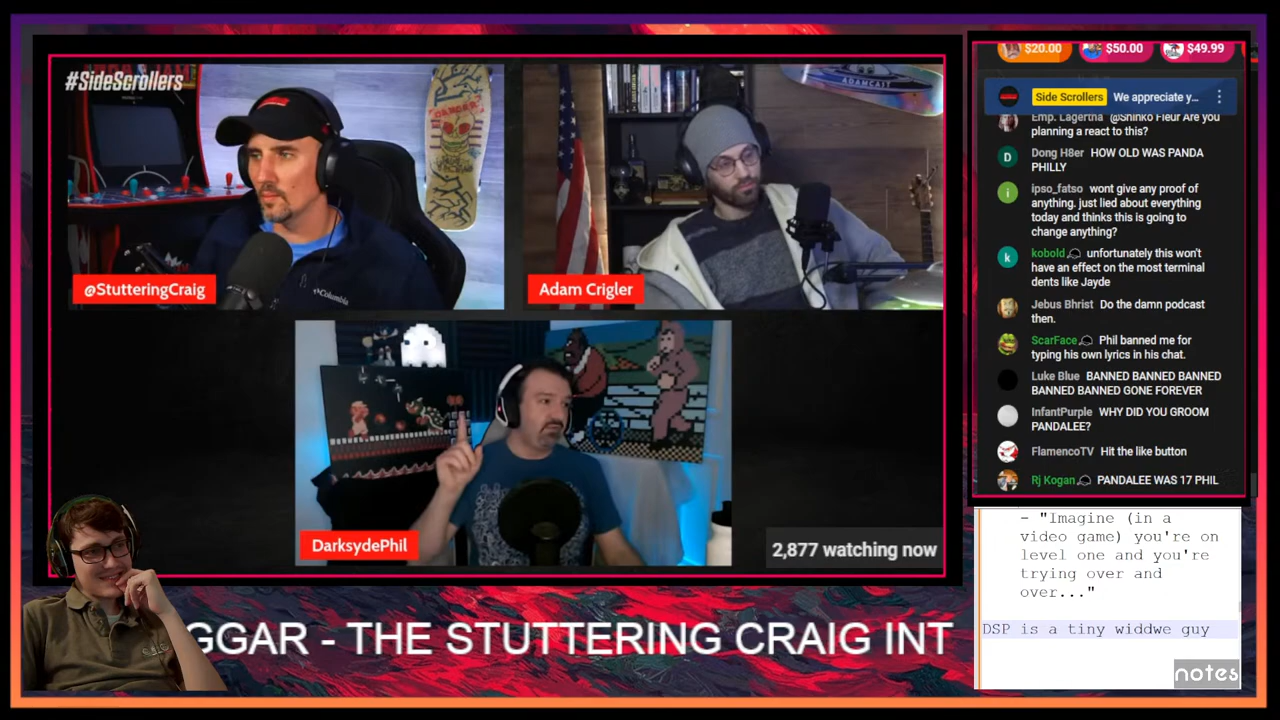 #SideScrollers
@StutteringCraig
ADAMCAST
Adam Crigler
Columbia
DarksydePhil
2,877 watching now
GGAR - THE STUTTERING CRAIG INT
$20.00
$50.00
$49.99
Side Scrollers We appreciate y...
Emp. Lagertha @Shinko Fleur Are you
planning a react to this?
D
Dong H8er HOW OLD WAS PANDA
PHILLY
i
ipso_fatso wont give any proof of
anything. just lied about everything
today and thinks this is going to
change anything?
k
kobold unfortunately this won't
have an effect on the most terminal
dents like Jayde
Jebus Bhrist Do the damn podcast
then.
ScarFace Phil banned me for
typing his own lyrics in his chat.
Luke Blue BANNED BANNED BANNED
BANNED BANNED GONE FOREVER
InfantPurple WHY DID YOU GROOM
PANDALEE?
FlamencoTV Hit the like button
Rj Kogan PANDALEE WAS 17 PHIL
- "Imagine (in a
video game) you're on
level one and you're
trying over and
over..."
DSP is a tiny widdwe guy
notes